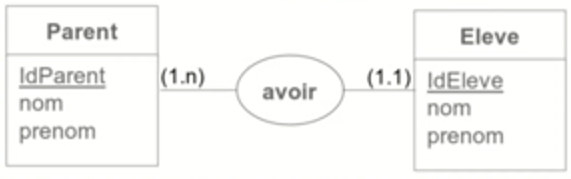 Parent
IdParent
nom
prenom
(1.n)
avoir
(1.1)
Eleve
IdEleve
nom
prenom